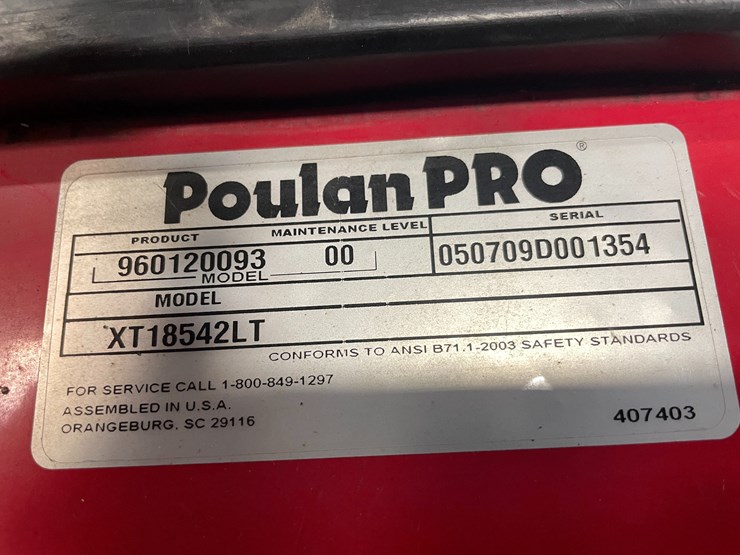 Poulan PRO®
PRODUCT MAINTENANCE LEVEL SERIAL
960120093 00 050709D001354
MODEL
MODEL
XT18542LT
CONFORMS TO ANSI B71.1-2003 SAFETY STANDARDS
FOR SERVICE CALL 1-800-849-1297
ASSEMBLED IN U.S.A.
ORANGEBURG. SC 29116
407403